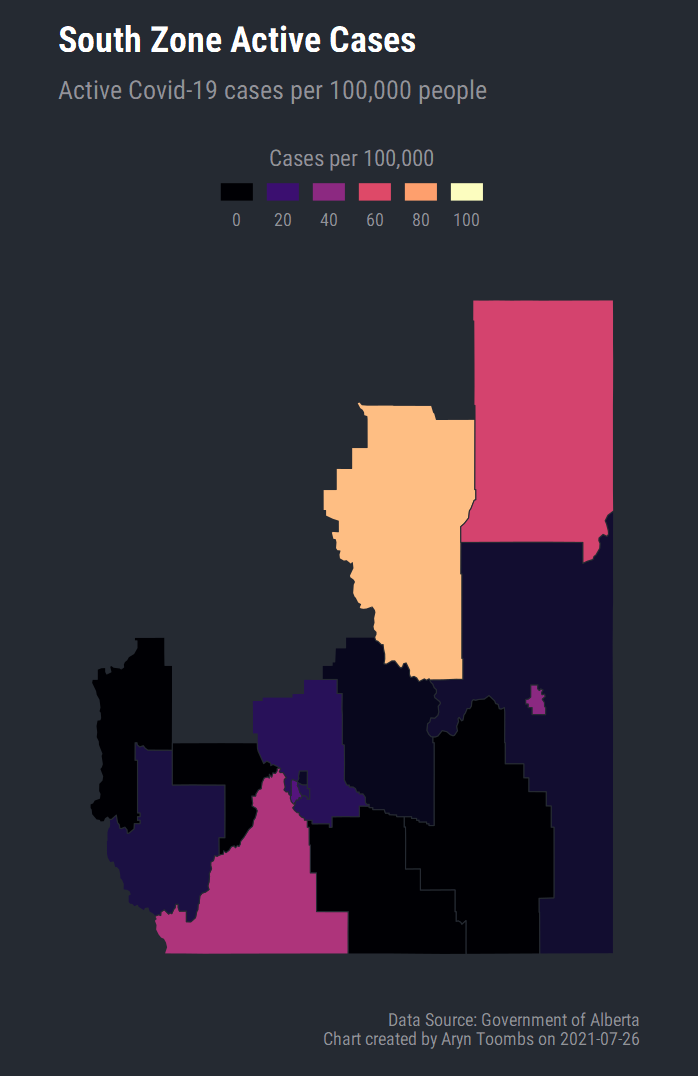 South Zone Active Cases
Active Covid-19 cases per 100,000 people
Cases per 100,000
0 20 40 60 80 100
Data Source: Government of Alberta
Chart created by Aryn Toombs on 2021-07-26